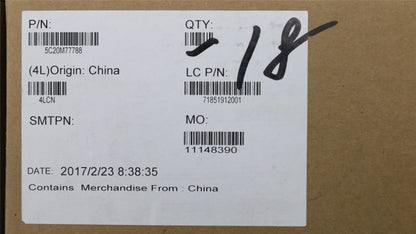 P/N:
QTY:
18
5C20M77788
(4L)Origin: China
LC P/N:
4LCN
71851912001
SMTPN:
MO:
11148390
DATE: 2017/2/23 8:38:35
Contains Merchandise From : China